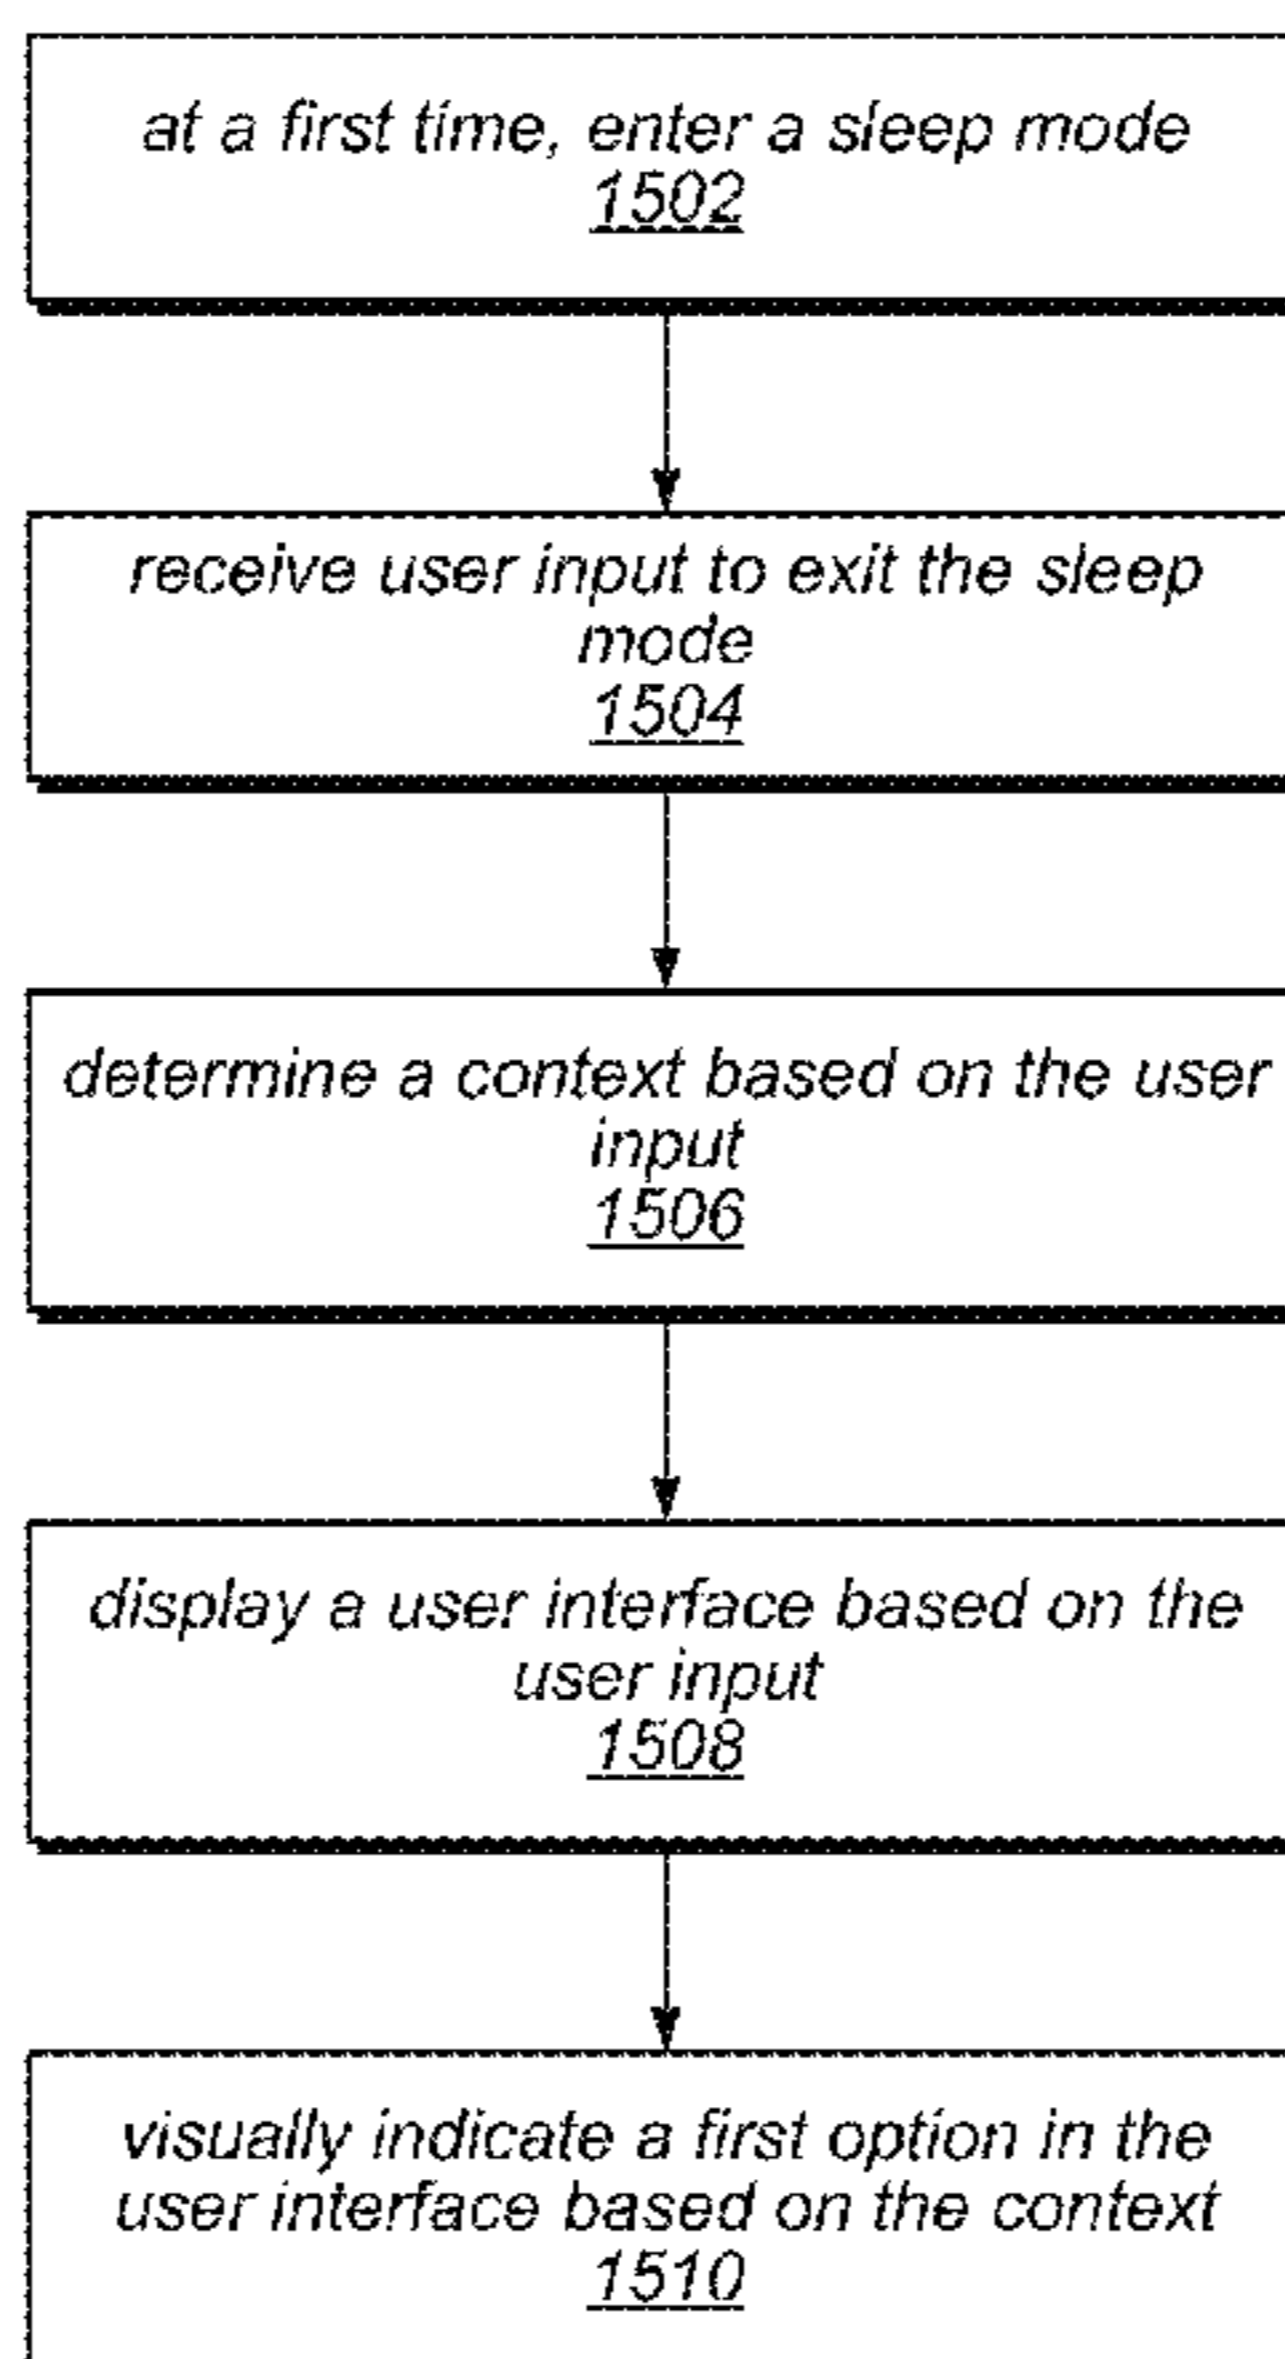 at a first time, enter a sleep mode
1502
receive user input to exit the sleep
mode
1504
determine a context based on the user
input
1506
display a user interface based on the
user input
1508
visually indicate a first option in the
user interface based on the context
1510